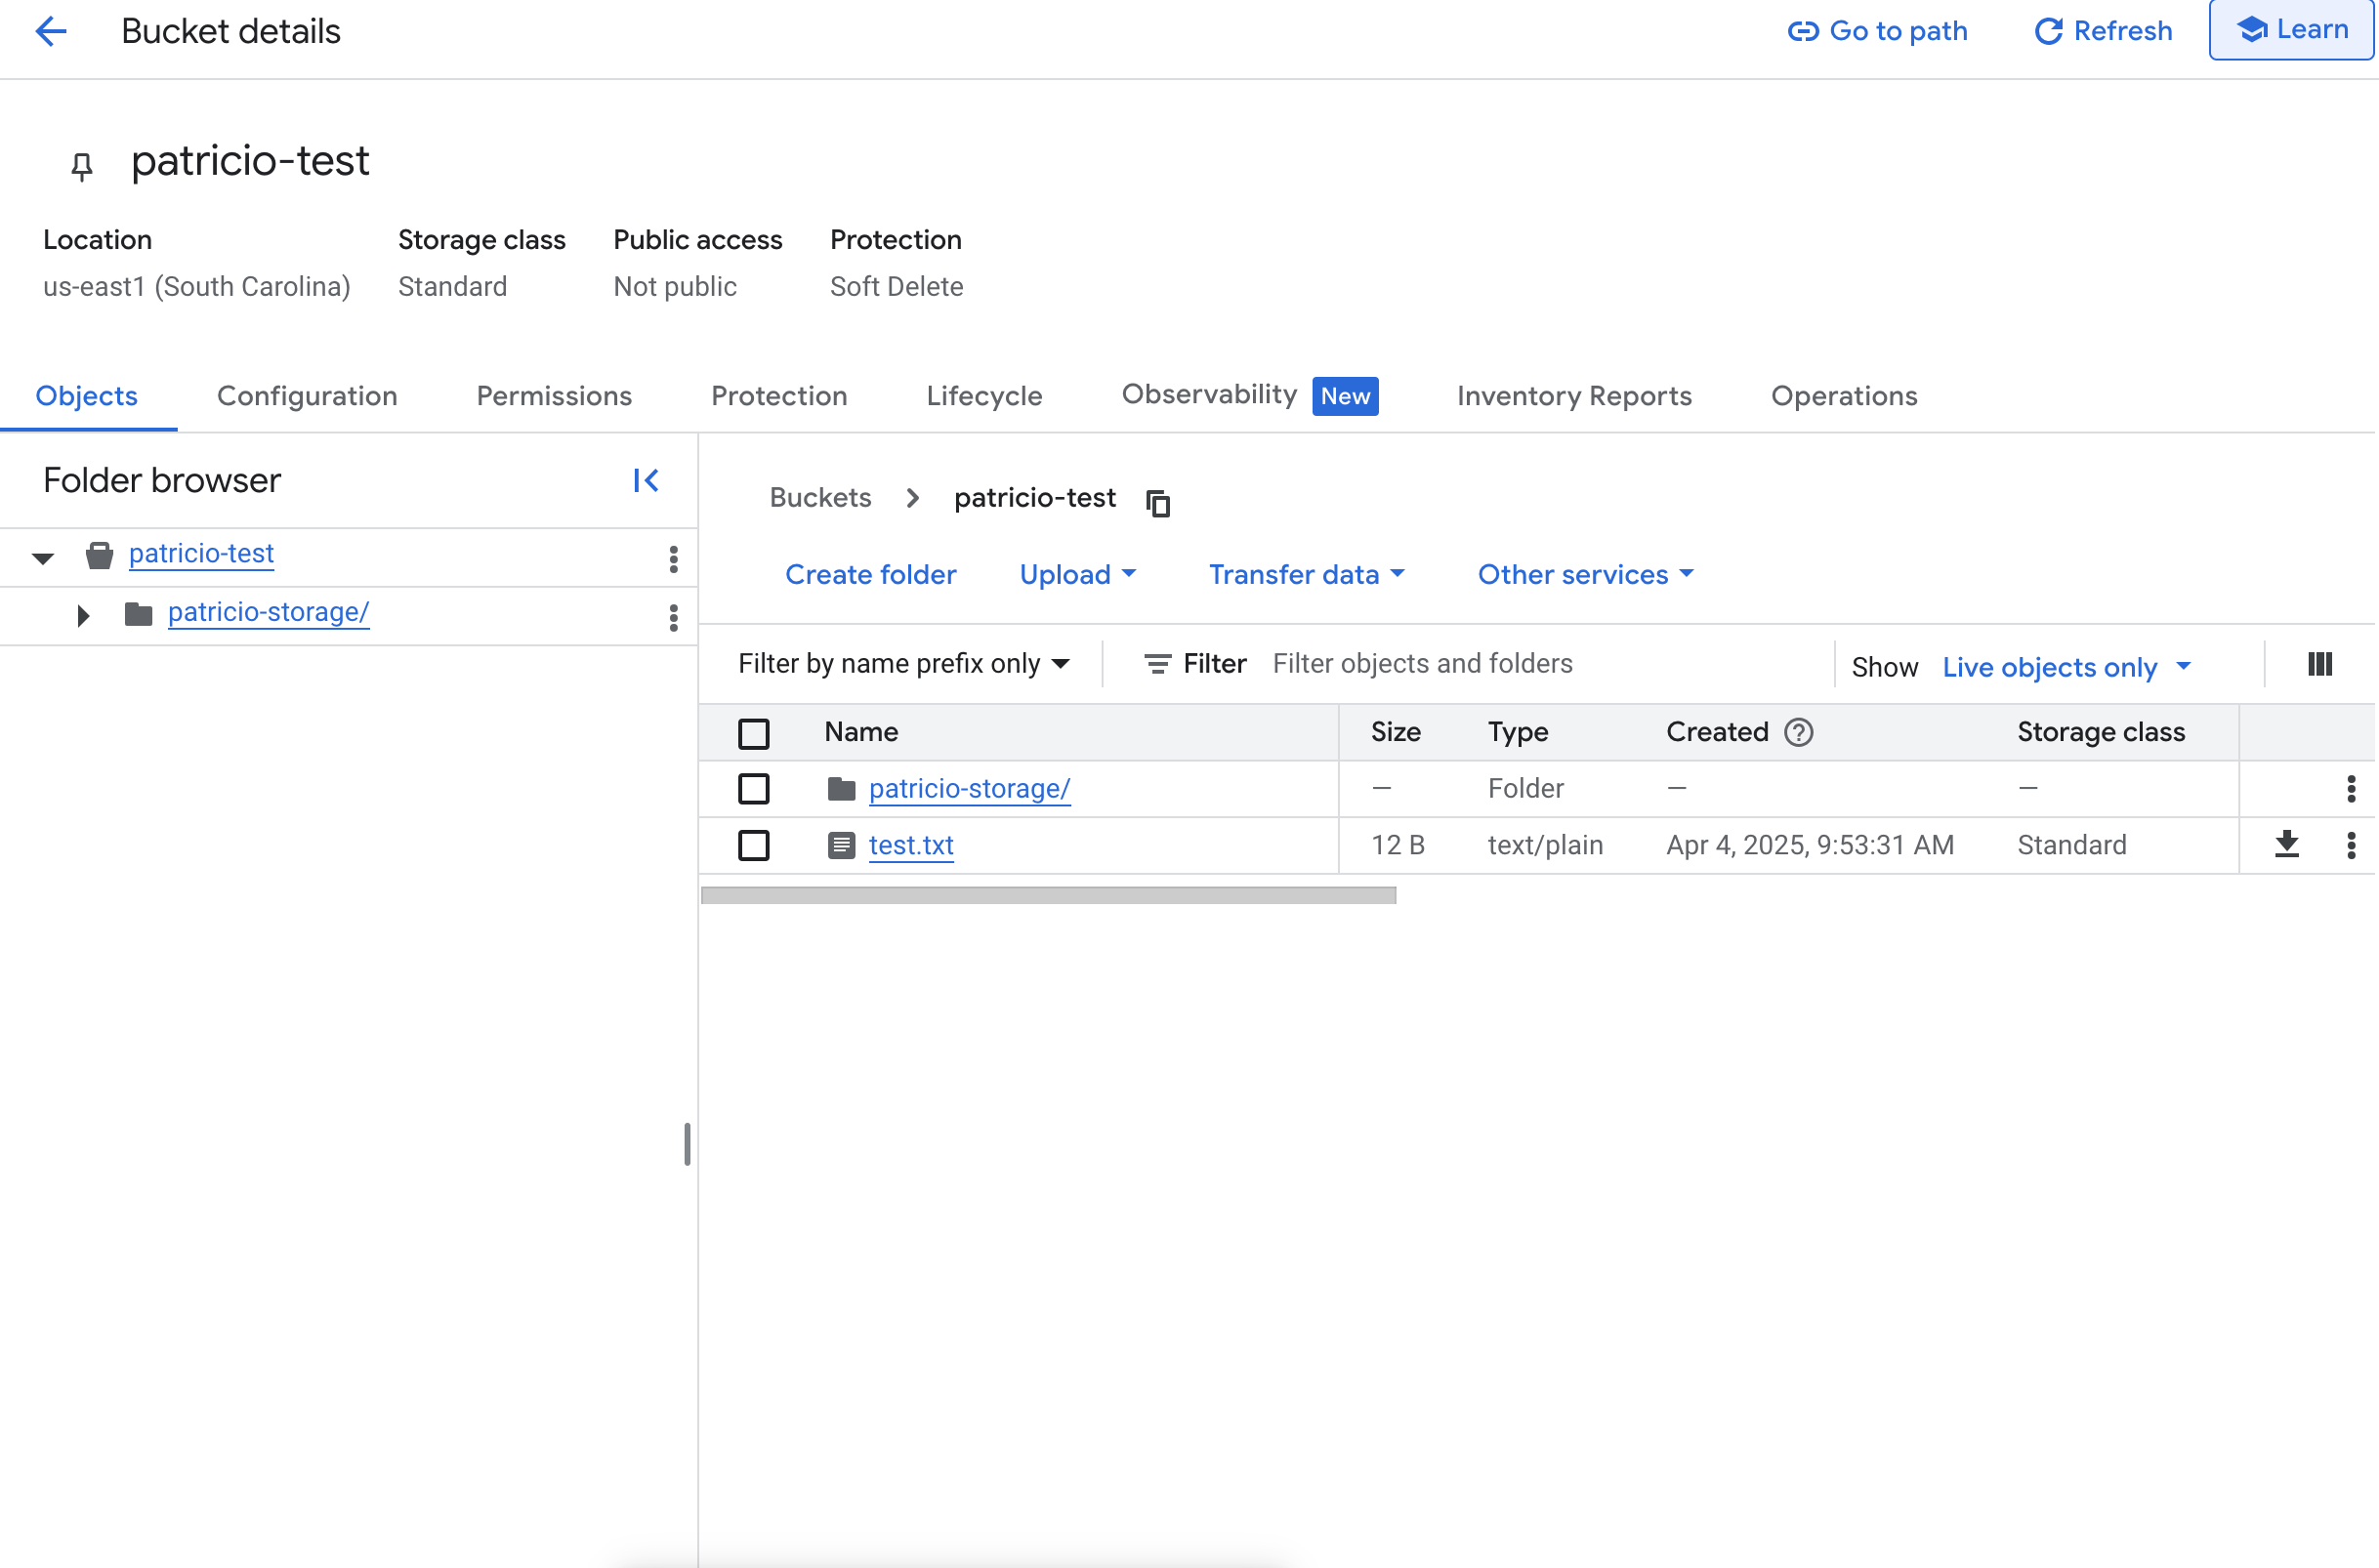 Bucket details
Go to path
Refresh
Learn
patricio-test
Location
Storage class
Public access
Protection
us-east1 (South Carolina)
Standard
Not public
Soft Delete
Objects
Configuration
Permissions
Protection
Lifecycle
Observability New
Inventory Reports
Operations
Folder browser
patricio-test
patricio-storage/
Buckets > patricio-test
Create folder
Upload
Transfer data
Other services
Filter by name prefix only
Filter Filter objects and folders
Show Live objects only
Name Size Type Created Storage class
patricio-storage/ — Folder — —
test.txt 12 B text/plain Apr 4, 2025, 9:53:31 AM Standard